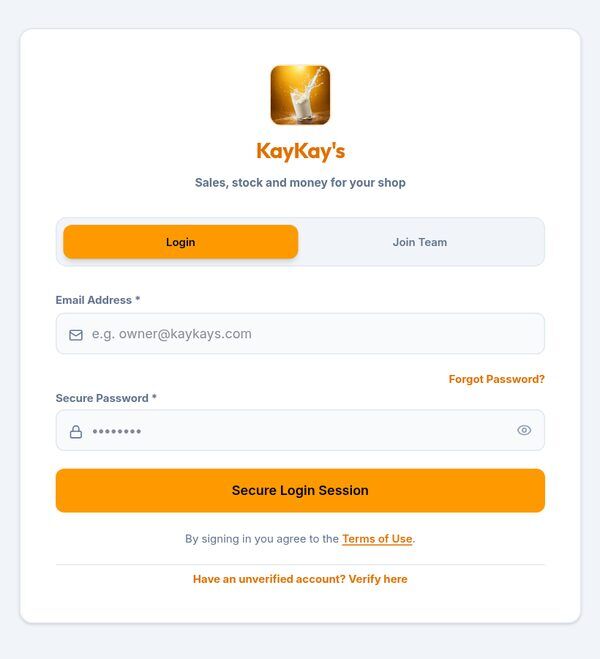 KayKay's
Sales, stock and money for your shop
Login
Join Team
Email Address *
e.g. owner@kaykays.com
Forgot Password?
Secure Password *
••••••••
Secure Login Session
By signing in you agree to the Terms of Use.
Have an unverified account? Verify here